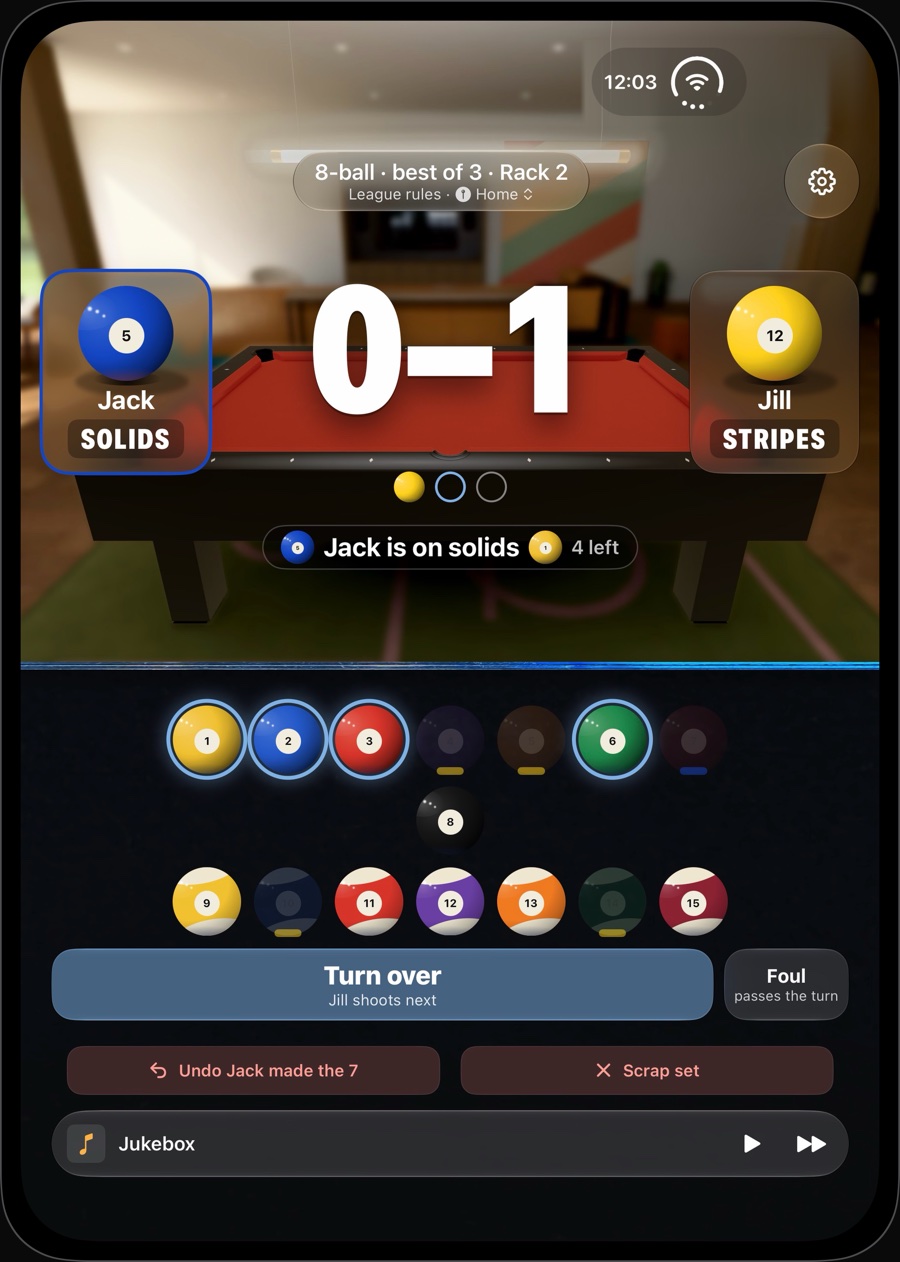 12:03
8-ball · best of 3 · Rack 2
League rules · Home
5
Jack
SOLIDS
0–1
12
Jill
STRIPES
5 Jack is on solids 1 4 left
1 2 3 6
8
9 11 12 13 15
Turn over
Jill shoots next
Foul
passes the turn
Undo Jack made the 7
Scrap set
Jukebox